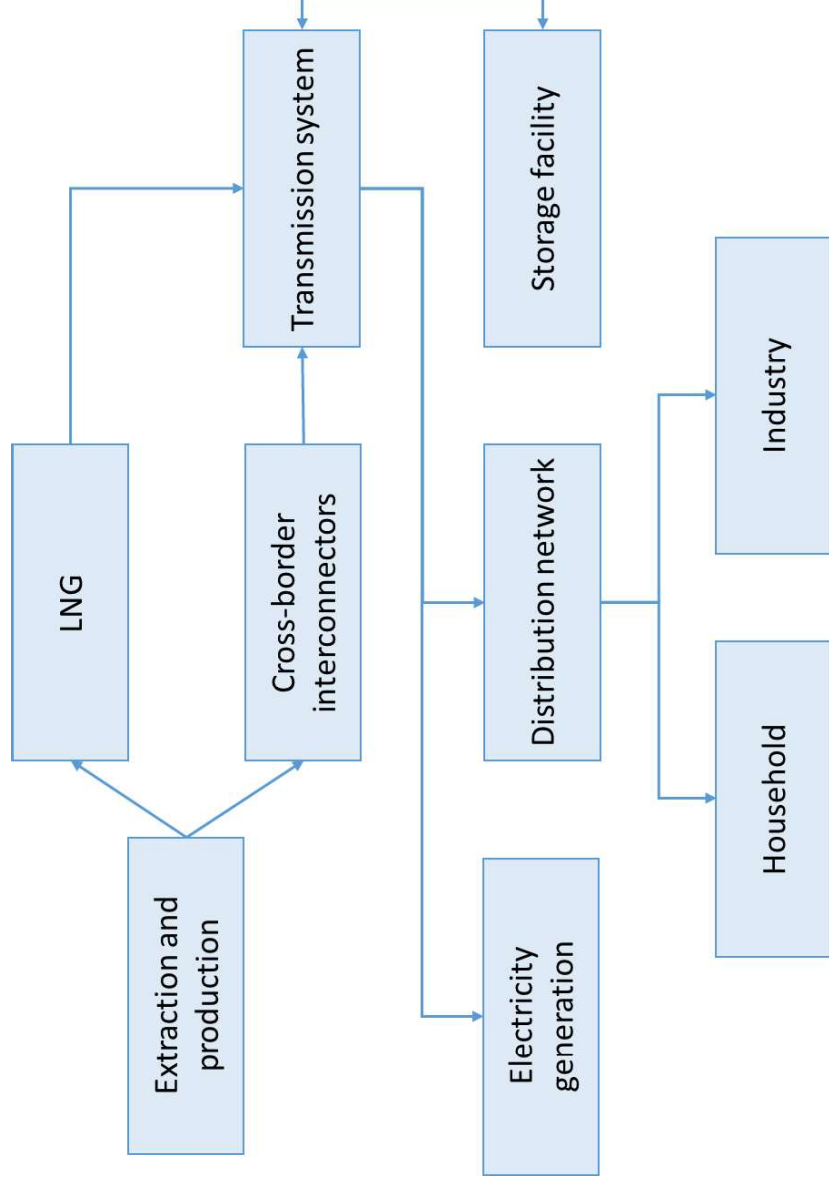 Extraction and
production
LNG
Cross-border
interconnectors
Transmission system
Electricity
generation
Distribution network
Storage facility
Household
Industry